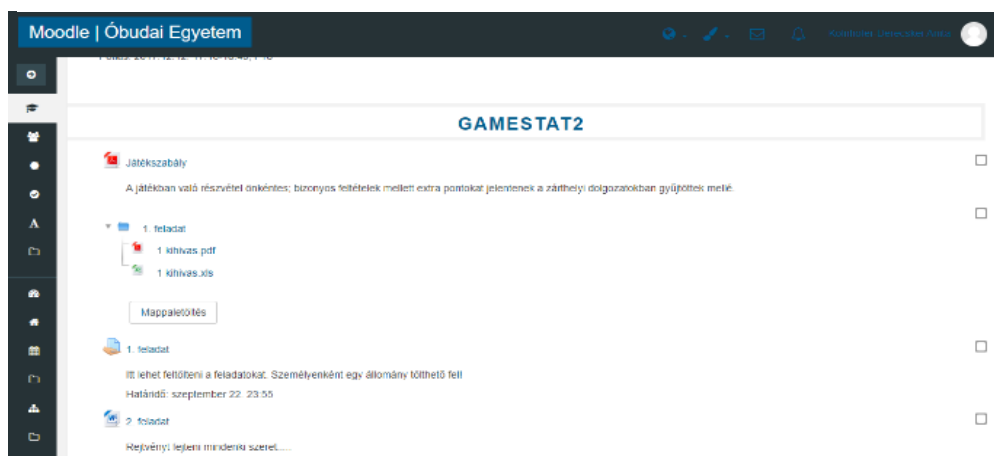 Moodle | Óbudai Egyetem
GAMESTAT2
Játékszabály
A játékban való részvétel önkéntes; bizonyos feltételek mellett extra pontokat jelentenek a zárthelyi dolgozatokban gyűjtöttek mellé.
1. feladat
1 kihivas.pdf
1 kihivas.xls
Mappaletöltés
1. feladat
Itt lehet feltölteni a feladatokat. Személyenként egy állomány tölthető fel!
Határidő: szeptember 22. 23:55
2. feladat
Rejtvényt fejteni mindenki szeret.....